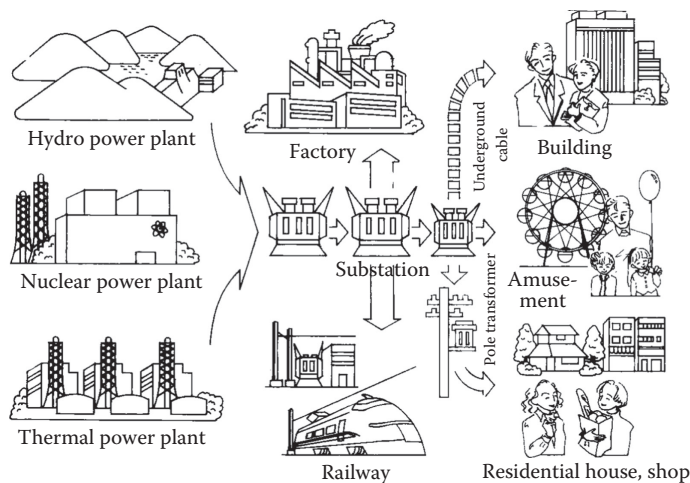 Hydro power plant
Factory
Underground
cable
Building
Nuclear power plant
Substation
Amuse-
ment
Pole transformer
Thermal power plant
Railway
Residential house, shop